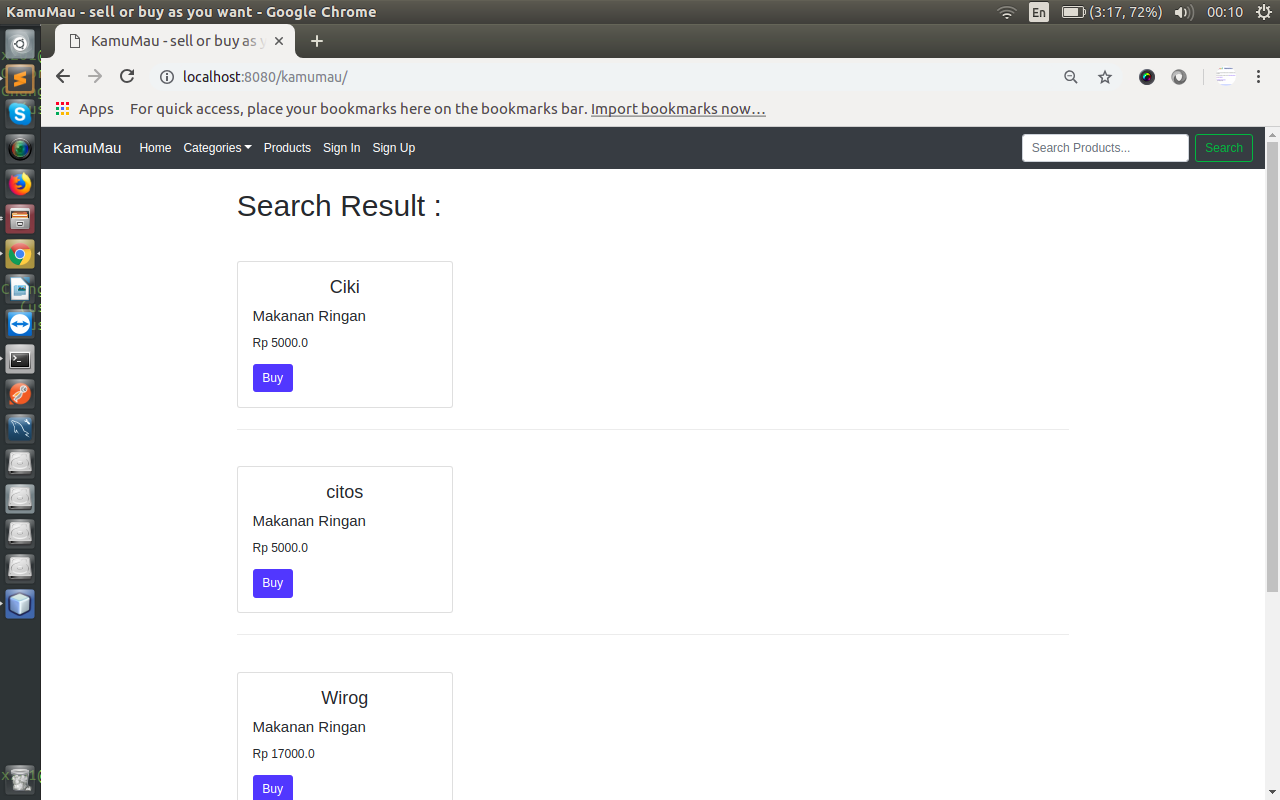 KamuMau - sell or buy as you want - Google Chrome
En
(3:17, 72%)
00:10
KamuMau - sell or buy as y
localhost:8080/kamumau/
Apps
For quick access, place your bookmarks here on the bookmarks bar. Import bookmarks now...
KamuMau
Home
Categories
Products
Sign In
Sign Up
Search Products...
Search
Search Result :
Ciki
Makanan Ringan
Rp 5000.0
Buy
citos
Makanan Ringan
Rp 5000.0
Buy
Wirog
Makanan Ringan
Rp 17000.0
Buy